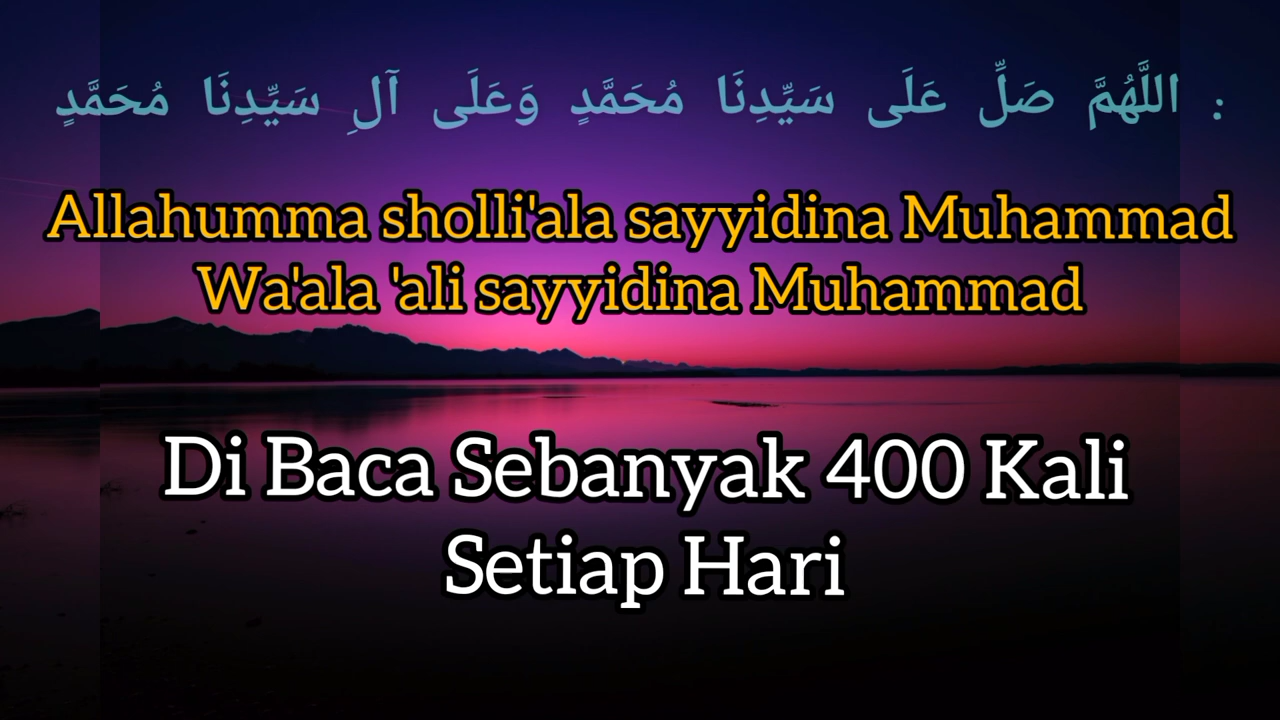 : اللَّهُمَّ صَلِّ عَلَى سَيِّدِنَا مُحَمَّدٍ وَعَلَى آلِ سَيِّدِنَا مُحَمَّدٍ
Allahumma sholli'ala sayyidina Muhammad
Wa'ala 'ali sayyidina Muhammad
Di Baca Sebanyak 400 Kali
Setiap Hari